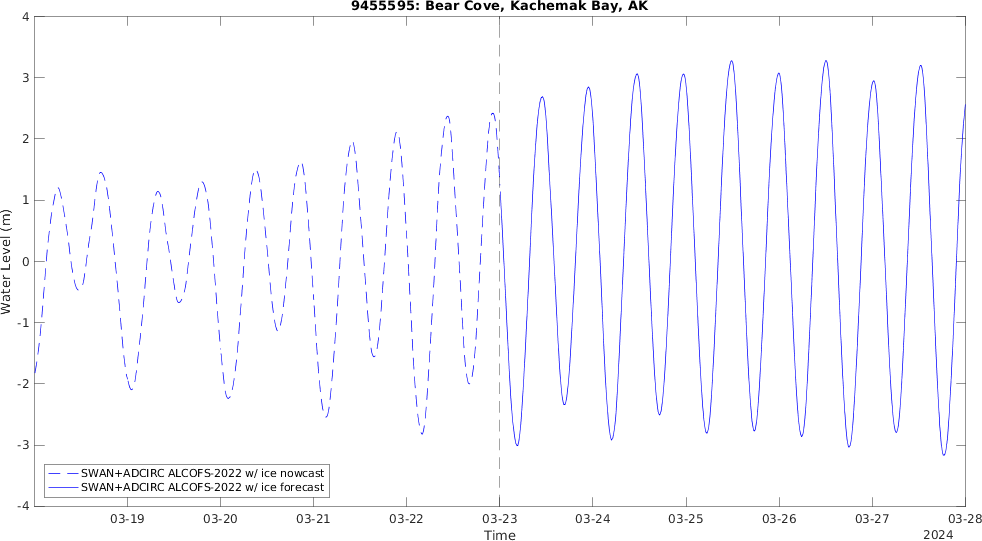 9455595: Bear Cove, Kachemak Bay, AK
Water Level (m)
4
3
2
1
0
-1
-2
-3
-4
SWAN+ADCIRC ALCOFS-2022 w/ ice nowcast
SWAN+ADCIRC ALCOFS-2022 w/ ice forecast
03-19 03-20 03-21 03-22 03-23 03-24 03-25 03-26 03-27 03-28
Time
2024